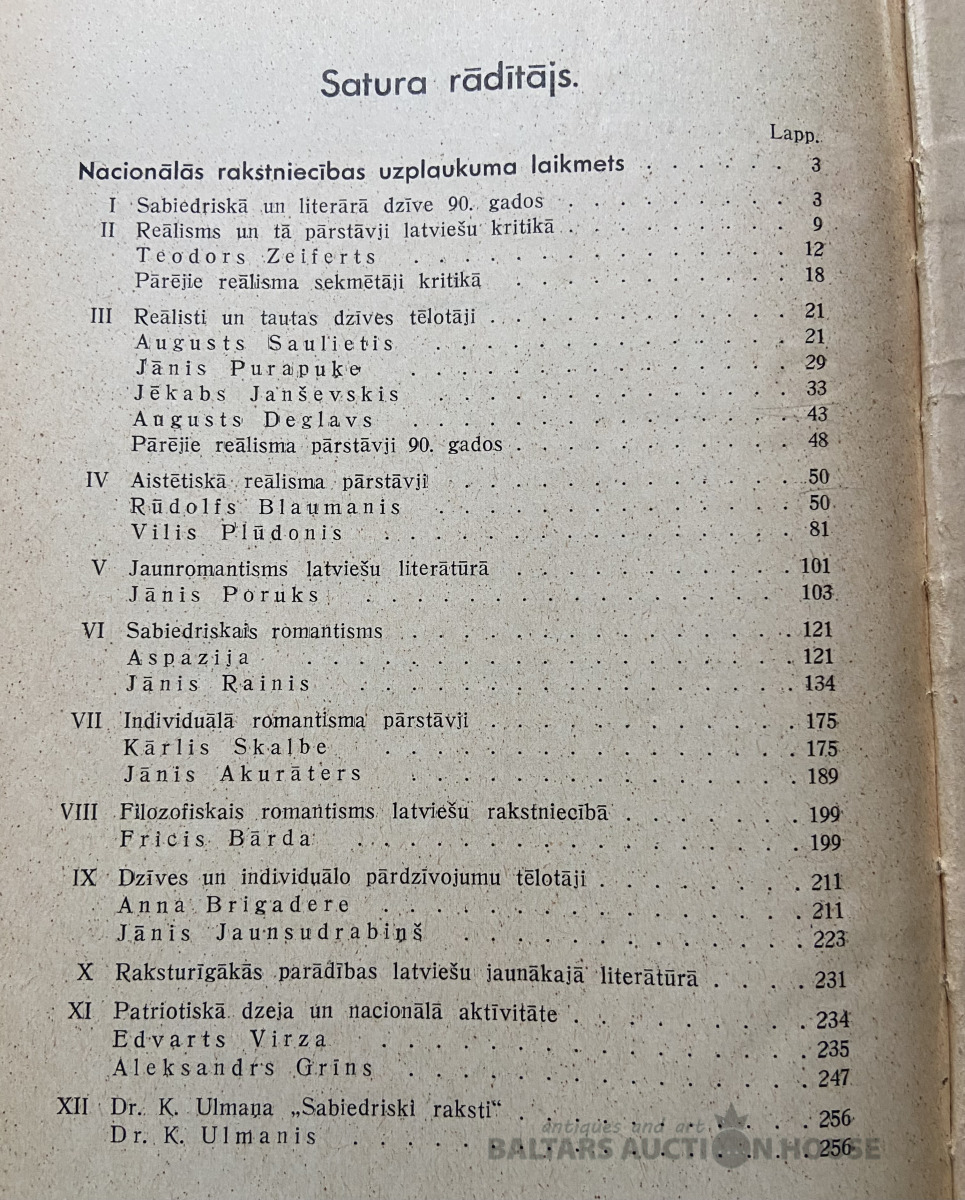 Satura rādītājs.
Lapp.
Nacionālās rakstniecības uzplaukuma laikmets . . . . . . 3
I Sabiedriskā un literārā dzīve 90. gados . . . . . . . . . 3
II Reālisms un tā pārstāvji latviešu kritikā . . . . . . . . . 9
Teodors Zeiferts . . . . . . . . . . . . . . 12
Pārējie reālisma sekmētāji kritikā . . . . . . . . . . 18
III Reālisti un tautas dzīves tēlotāji . . . . . . . . . . . 21
Augusts Saulietis . . . . . . . . . . . . . 21
Jānis Purapuķe . . . . . . . . . . . . . . 29
Jēkabs Janševskis . . . . . . . . . . . . . 33
Augusts Deglavs . . . . . . . . . . . . . . 43
Pārējie reālisma pārstāvji 90. gados . . . . . . . . . . 48
IV Aistētiskā reālisma pārstāvji . . . . . . . . . . . . 50
Rūdolfs Blaumanis . . . . . . . . . . . . . 50
Vilis Plūdonis . . . . . . . . . . . . . . . 81
V Jaunromantisms latviešu literātūrā . . . . . . . . . . 101
Jānis Poruks . . . . . . . . . . . . . . . 103
VI Sabiedriskais romantisms . . . . . . . . . . . . . 121
Aspazija . . . . . . . . . . . . . . . . . 121
Jānis Rainis . . . . . . . . . . . . . . . 134
VII Individuālā romantisma pārstāvji . . . . . . . . . . . 175
Kārlis Skalbe . . . . . . . . . . . . . . 175
Jānis Akurāters . . . . . . . . . . . . . 189
VIII Filozofiskais romantisms latviešu rakstniecībā . . . . . . . 199
Fricis Bārda . . . . . . . . . . . . . . . 199
IX Dzīves un individuālo pārdzīvojumu tēlotāji . . . . . . . . 211
Anna Brigadere . . . . . . . . . . . . . . 211
Jānis Jaunsudrabiņš . . . . . . . . . . . . 223
X Raksturīgākās parādības latviešu jaunākajā literātūrā . . . . 231
XI Patriotiskā dzeja un nacionālā aktīvitāte . . . . . . . . . 234
Edvarts Virza . . . . . . . . . . . . . . 235
Aleksandrs Grīns . . . . . . . . . . . . . 247
XII Dr. K. Ulmaņa „Sabiedriski raksti“ . . . . . . . . . . 256
Dr. K. Ulmanis . . . . . . . . . . . . . . 256
antiques and art
BALTARS AUCTION HOUSE